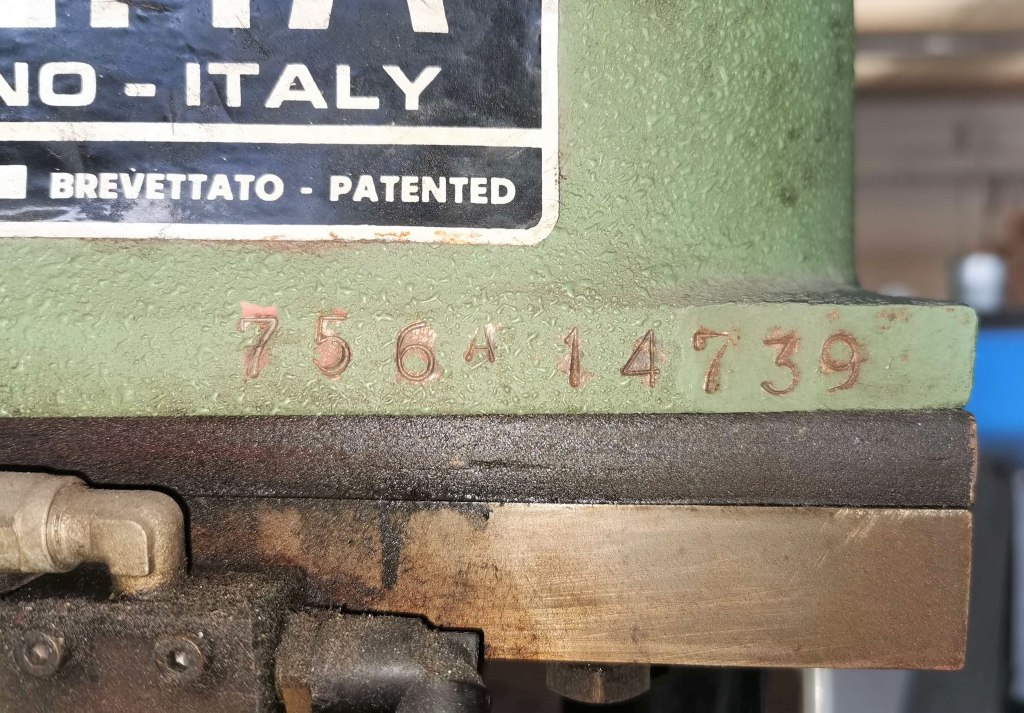 NO - ITALY
BREVETTATO - PATENTED
756A 14739